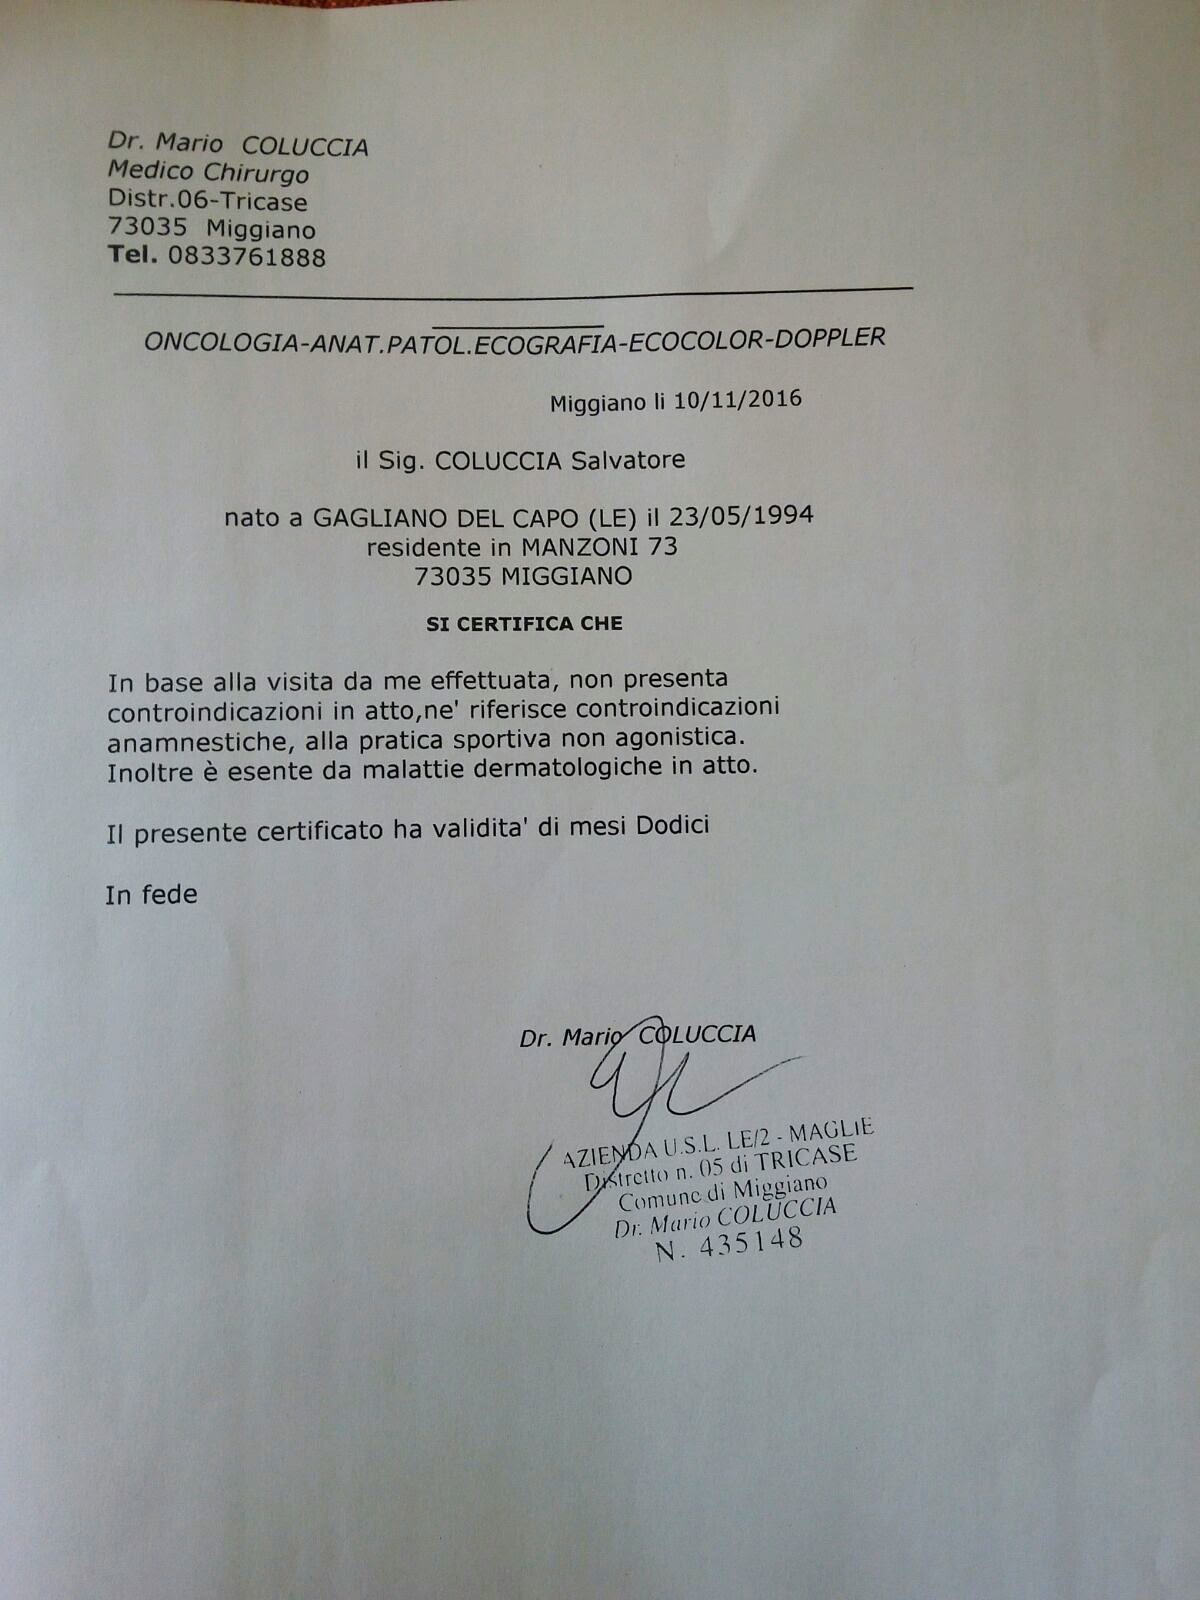 Dr. Mario COLUCCIA
Medico Chirurgo
Distr.06-Tricase
73035 Miggiano
Tel. 0833761888
ONCOLOGIA-ANAT.PATOL.ECOGRAFIA-ECOCOLOR-DOPPLER
Miggiano li 10/11/2016
il Sig. COLUCCIA Salvatore
nato a GAGLIANO DEL CAPO (LE) il 23/05/1994
residente in MANZONI 73
73035 MIGGIANO
SI CERTIFICA CHE
In base alla visita da me effettuata, non presenta
controindicazioni in atto,ne' riferisce controindicazioni
anamnestiche, alla pratica sportiva non agonistica.
Inoltre è esente da malattie dermatologiche in atto.
Il presente certificato ha validita' di mesi Dodici
In fede
Dr. Mario COLUCCIA
AZIENDA U.S.L. LE/2 - MAGLIE
Distretto n. 05 di TRICASE
Comune di Miggiano
Dr. Mario COLUCCIA
N. 435148